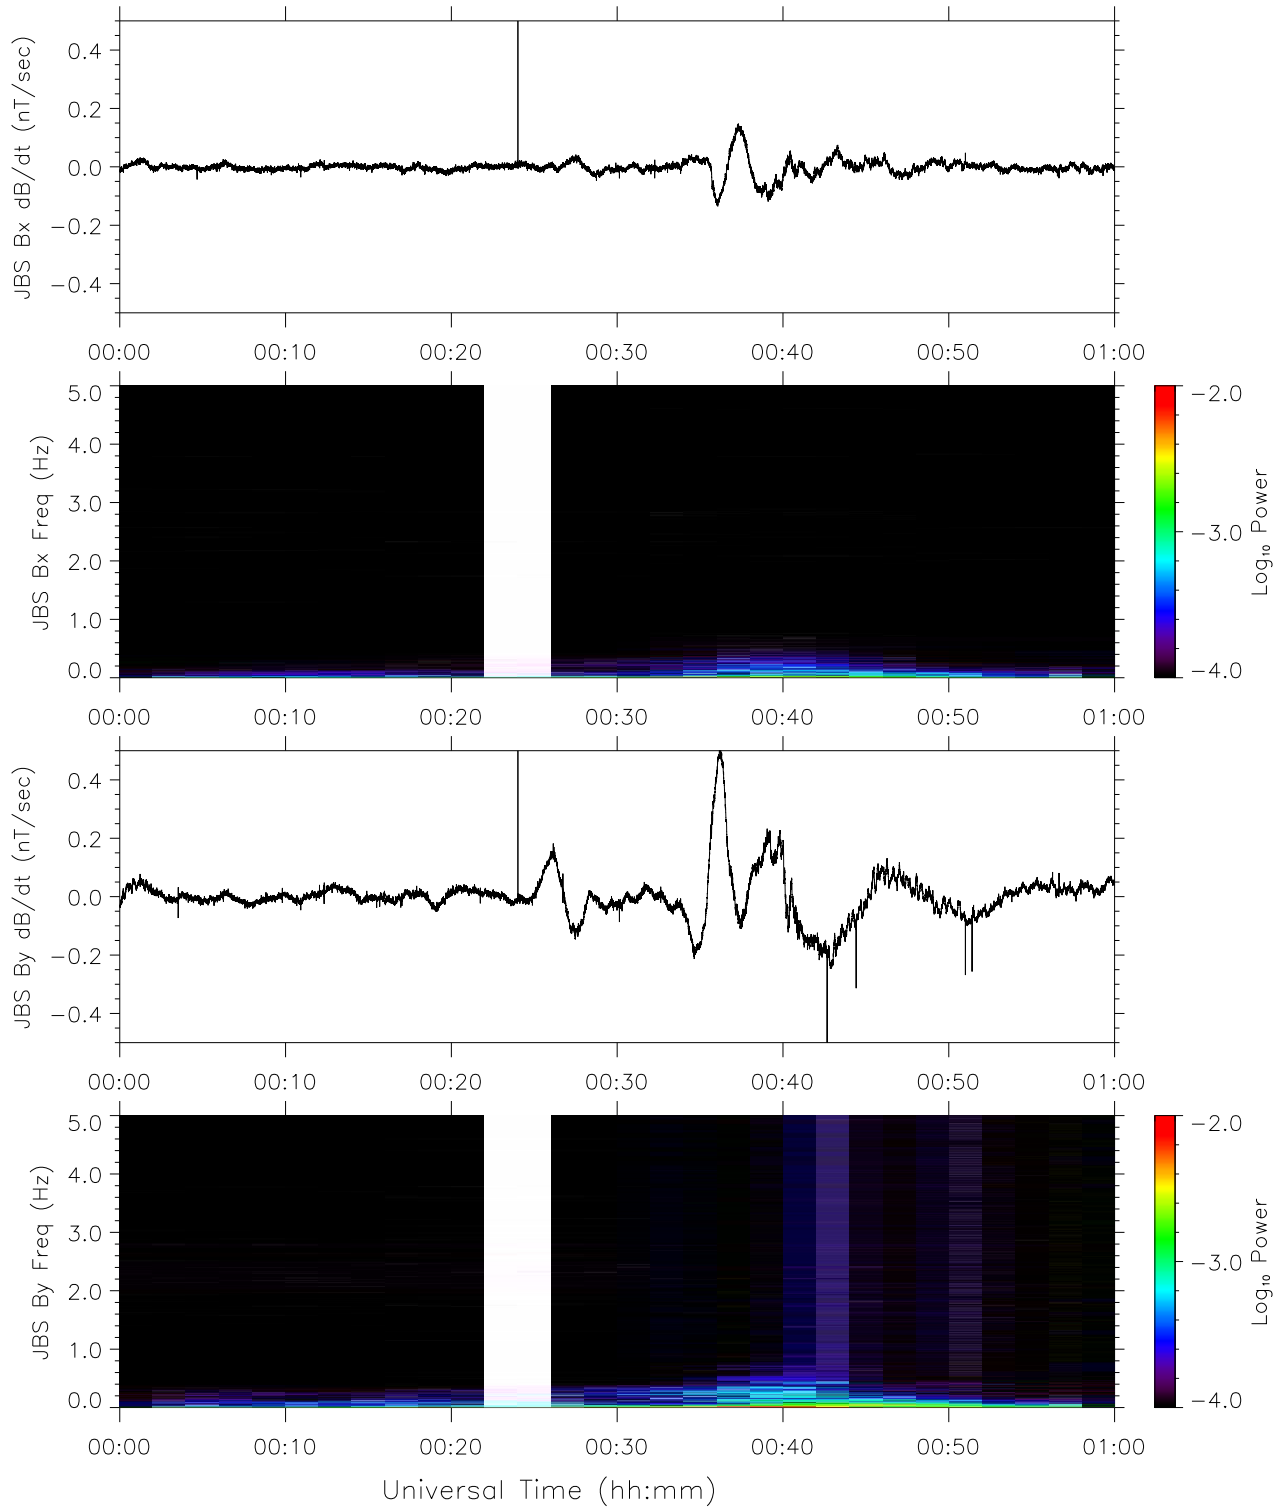 JBS Bx dB/dt (nT/sec)
0.4
0.2
0.0
−0.2
−0.4
00:00 00:10 00:20 00:30 00:40 00:50 01:00
JBS Bx Freq (Hz)
5.0
4.0
3.0
2.0
1.0
0.0
−2.0
−3.0
−4.0
Log₁₀ Power
00:00 00:10 00:20 00:30 00:40 00:50 01:00
JBS By dB/dt (nT/sec)
0.4
0.2
0.0
−0.2
−0.4
00:00 00:10 00:20 00:30 00:40 00:50 01:00
JBS By Freq (Hz)
5.0
4.0
3.0
2.0
1.0
0.0
−2.0
−3.0
−4.0
Log₁₀ Power
00:00 00:10 00:20 00:30 00:40 00:50 01:00
Universal Time (hh:mm)